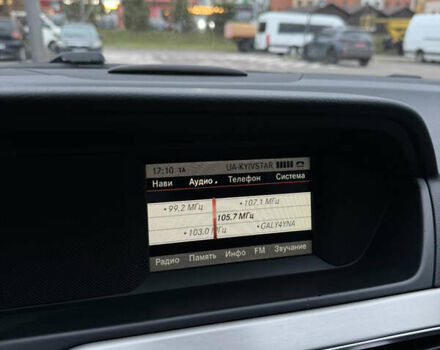 17:10 TA UA-KYIVSTAR
Нави Аудио Телефон Система
99.2 МГц 107.1 МГц
105.7 МГц
103.0 МГц GALY4YNA
Радио Память Инфо FM Звучание